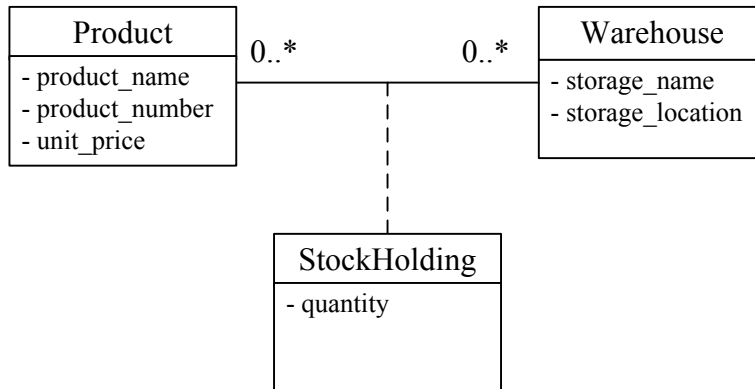 Product
- product_name
- product_number
- unit_price
0..*
0..*
Warehouse
- storage_name
- storage_location
StockHolding
- quantity